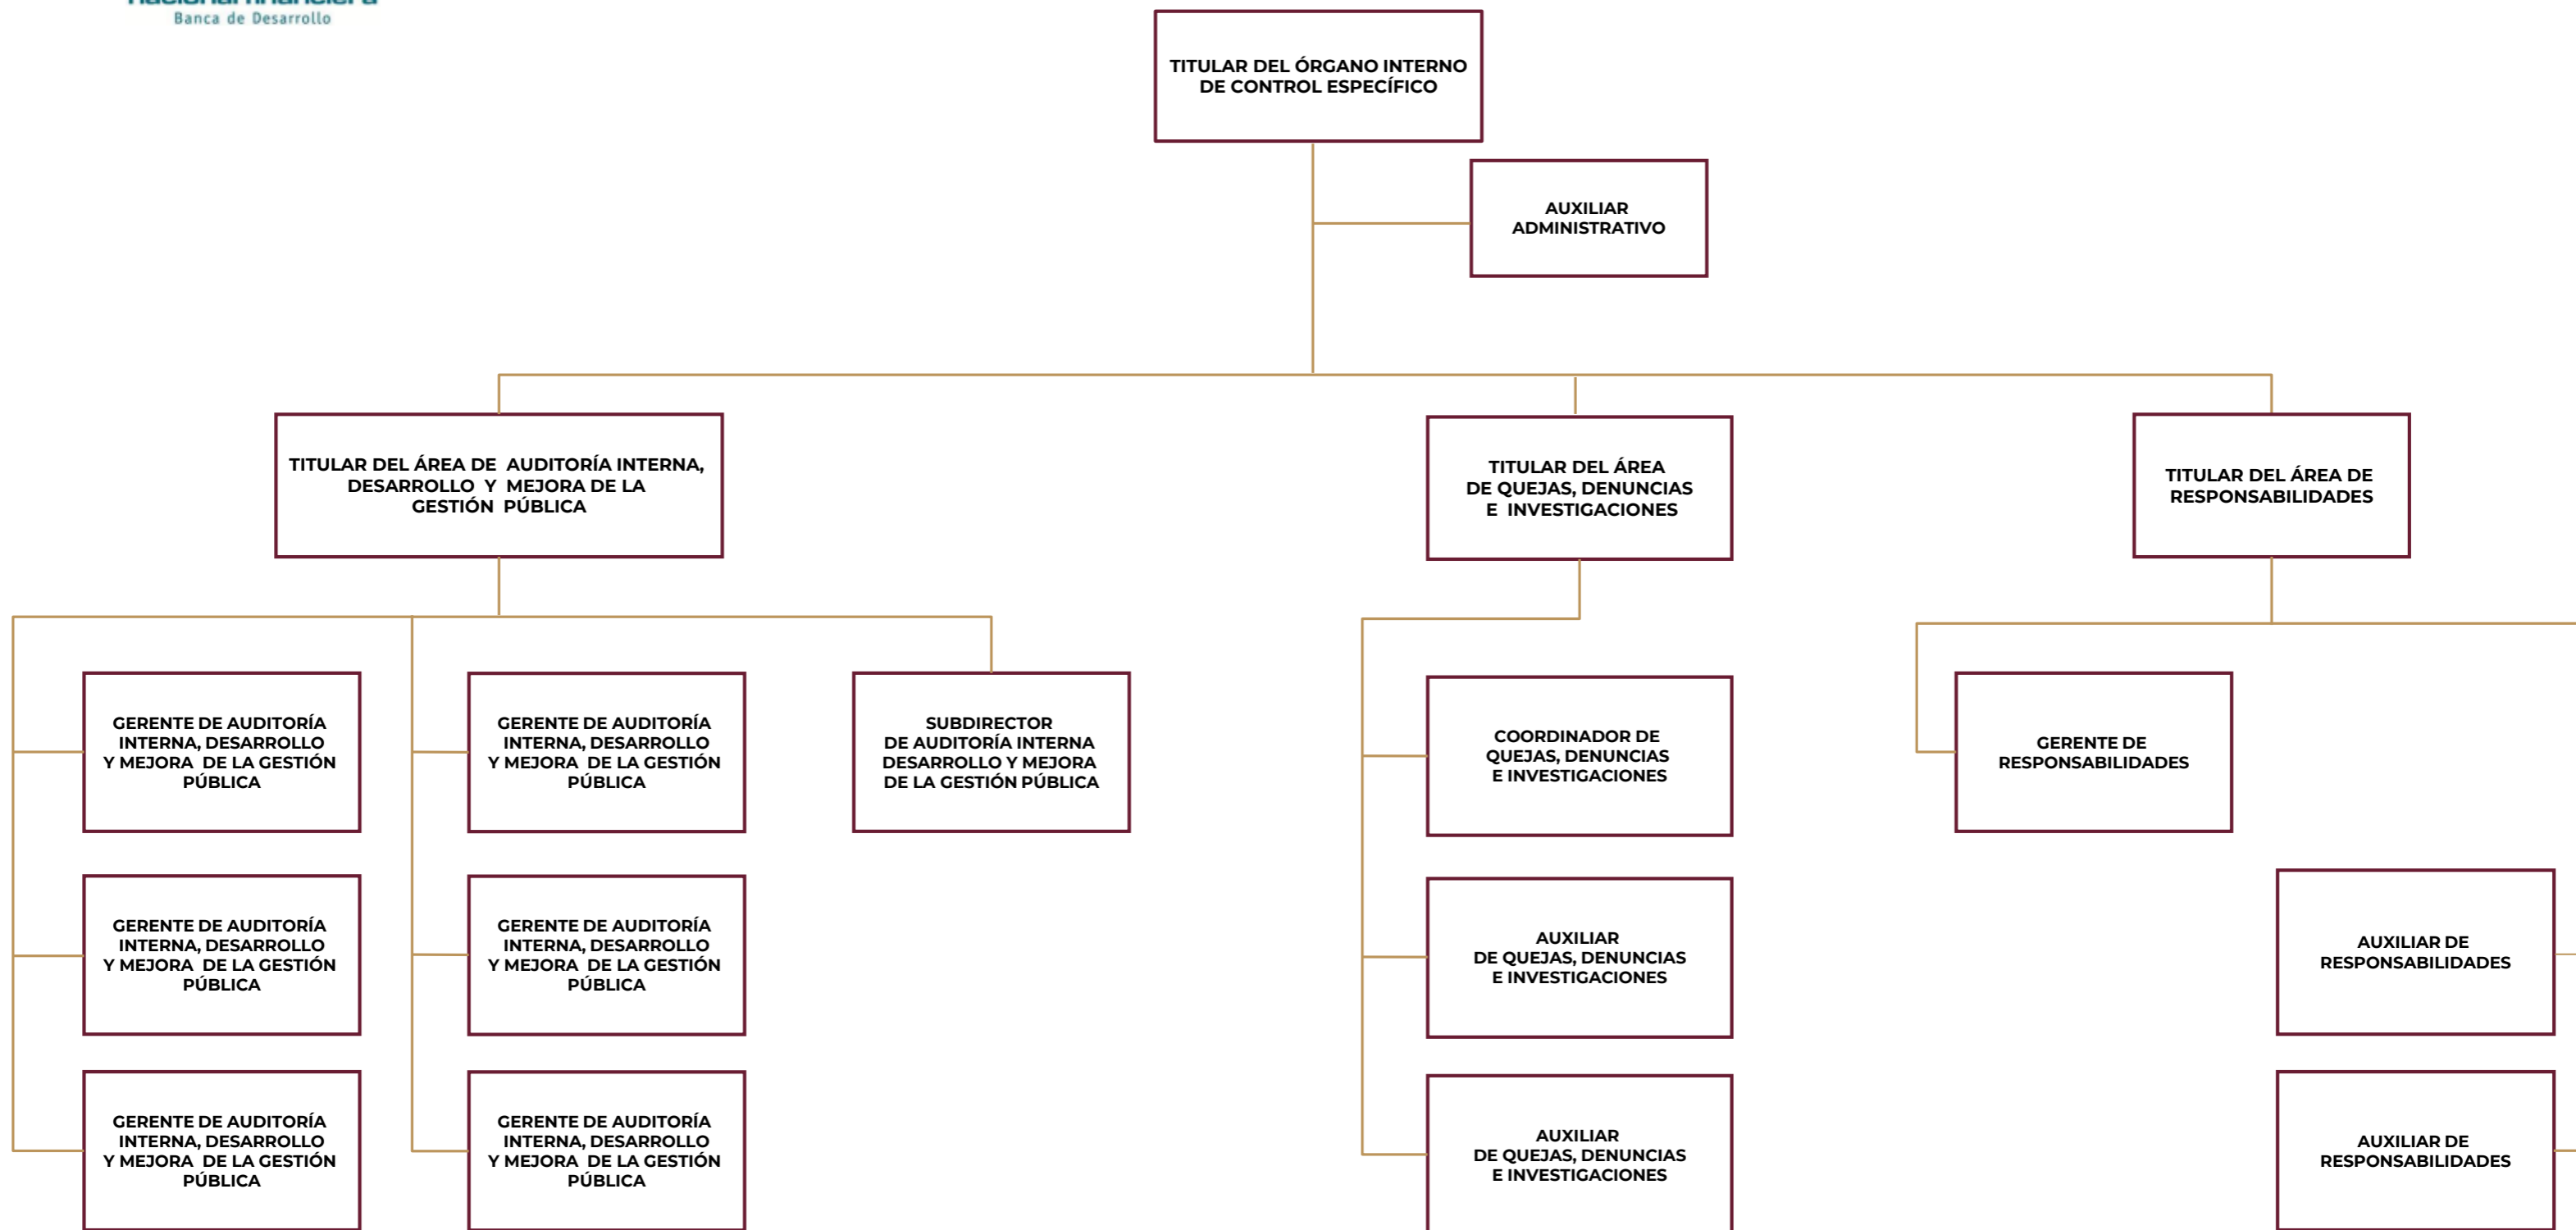 nacional financiera
Banca de Desarrollo
TITULAR DEL ÓRGANO INTERNO
DE CONTROL ESPECÍFICO
AUXILIAR
ADMINISTRATIVO
TITULAR DEL ÁREA DE AUDITORÍA INTERNA,
DESARROLLO Y MEJORA DE LA
GESTIÓN PÚBLICA
TITULAR DEL ÁREA
DE QUEJAS, DENUNCIAS
E INVESTIGACIONES
TITULAR DEL ÁREA DE
RESPONSABILIDADES
GERENTE DE AUDITORÍA
INTERNA, DESARROLLO
Y MEJORA DE LA GESTIÓN
PÚBLICA
GERENTE DE AUDITORÍA
INTERNA, DESARROLLO
Y MEJORA DE LA GESTIÓN
PÚBLICA
SUBDIRECTOR
DE AUDITORÍA INTERNA
DESARROLLO Y MEJORA
DE LA GESTIÓN PÚBLICA
COORDINADOR DE
QUEJAS, DENUNCIAS
E INVESTIGACIONES
GERENTE DE
RESPONSABILIDADES
GERENTE DE AUDITORÍA
INTERNA, DESARROLLO
Y MEJORA DE LA GESTIÓN
PÚBLICA
GERENTE DE AUDITORÍA
INTERNA, DESARROLLO
Y MEJORA DE LA GESTIÓN
PÚBLICA
AUXILIAR
DE QUEJAS, DENUNCIAS
E INVESTIGACIONES
AUXILIAR DE
RESPONSABILIDADES
GERENTE DE AUDITORÍA
INTERNA, DESARROLLO
Y MEJORA DE LA GESTIÓN
PÚBLICA
GERENTE DE AUDITORÍA
INTERNA, DESARROLLO
Y MEJORA DE LA GESTIÓN
PÚBLICA
AUXILIAR
DE QUEJAS, DENUNCIAS
E INVESTIGACIONES
AUXILIAR DE
RESPONSABILIDADES